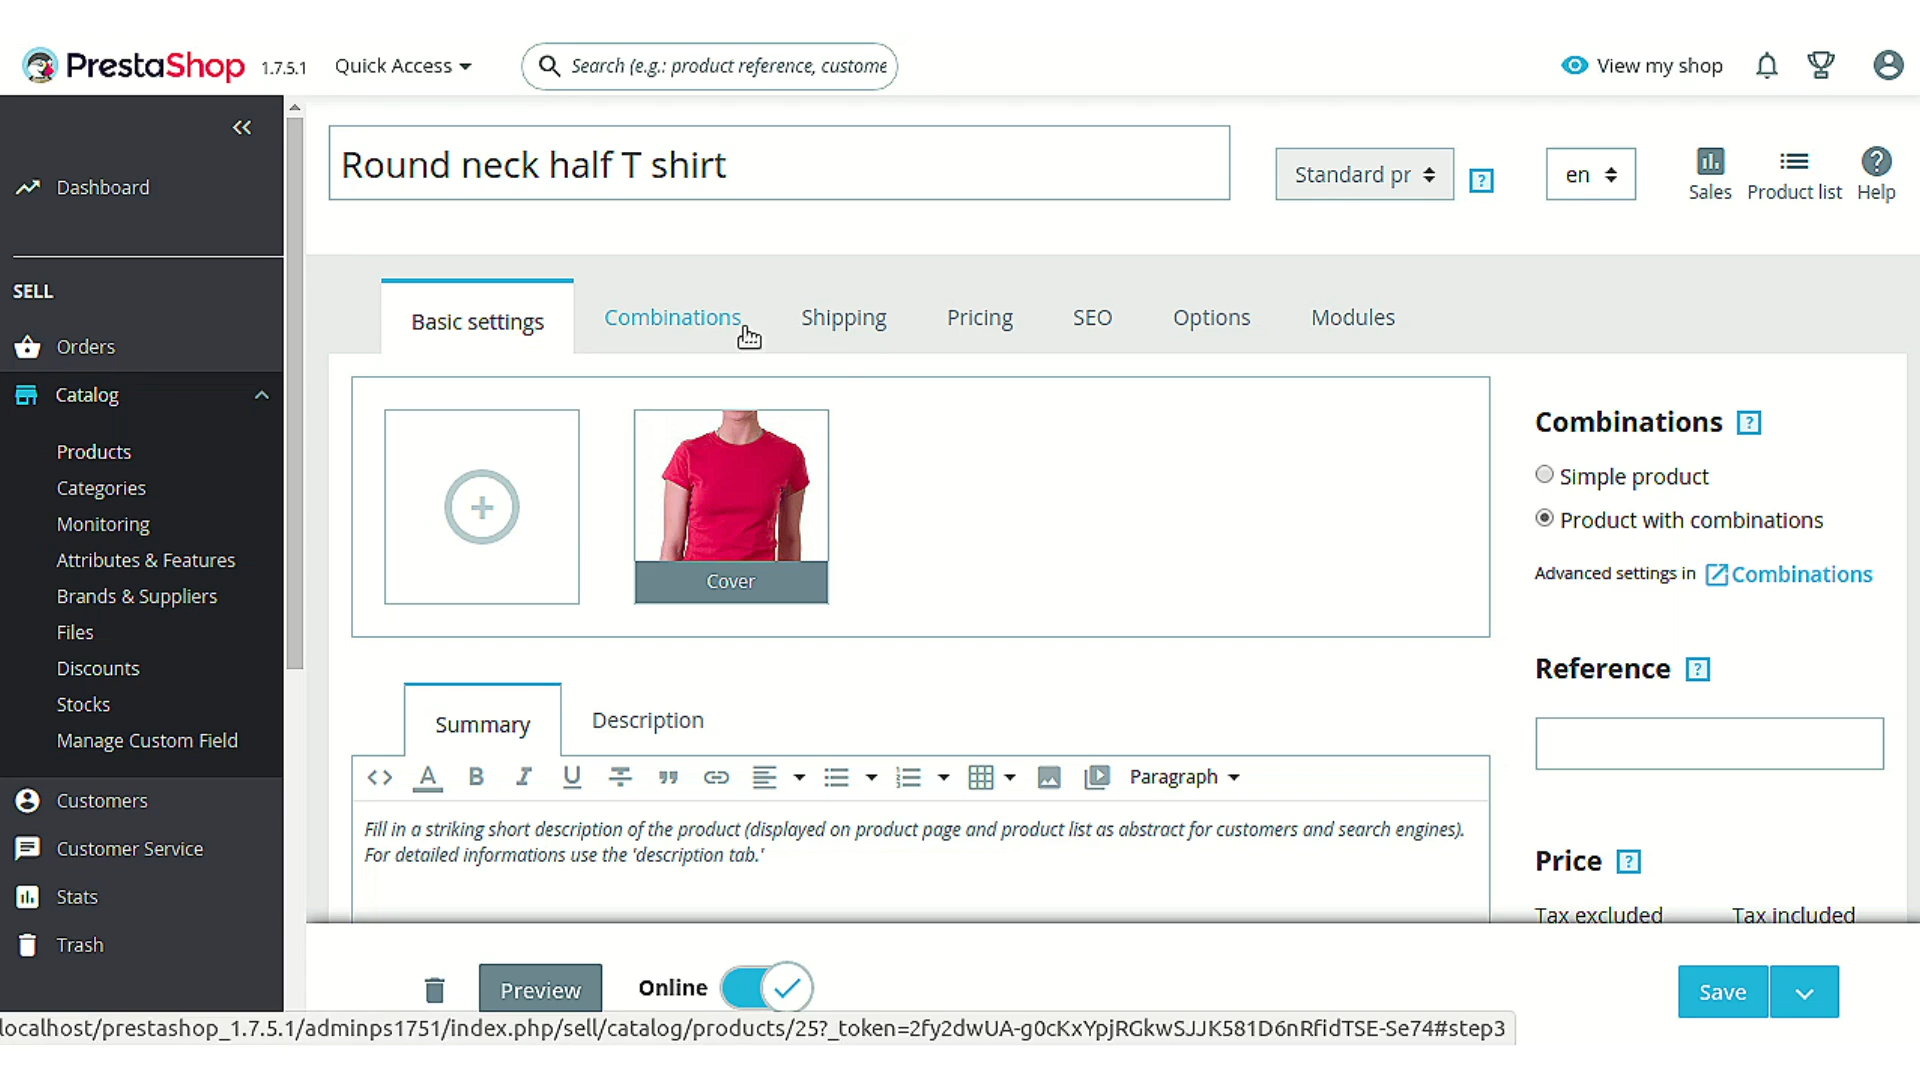 PrestaShop 1.7.5.1 Quick Access Search (e.g.: product reference, custome View my shop
Round neck half T shirt Standard pr ? en Sales Product list Help
Dashboard
SELL
Orders
Catalog
Products
Categories
Monitoring
Attributes & Features
Brands & Suppliers
Files
Discounts
Stocks
Manage Custom Field
Customers
Customer Service
Stats
Trash
Basic settings Combinations Shipping Pricing SEO Options Modules
Cover
Combinations ?
Simple product
Product with combinations
Advanced settings in Combinations
Reference ?
Price ?
Tax excluded Tax included
Summary Description
Paragraph
Fill in a striking short description of the product (displayed on product page and product list as abstract for customers and search engines).
For detailed informations use the 'description tab.'
Preview Online Save
localhost/prestashop_1.7.5.1/adminps1751/index.php/sell/catalog/products/25?_token=2fy2dwUA-g0cKxYpjRGkwSJJK581D6nRfidTSE-Se74#step3